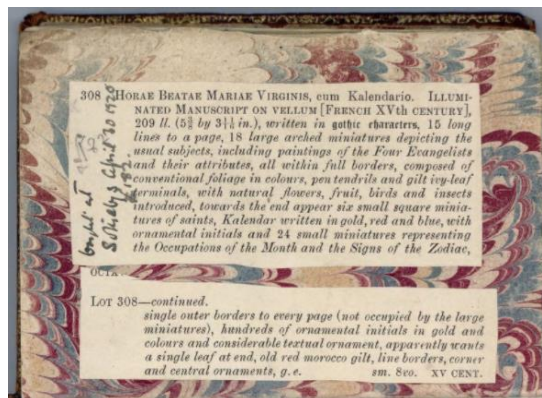 308 HORAE BEATAE MARIAE VIRGINIS, cum Kalendario. ILLUMI-
NATED MANUSCRIPT ON VELLUM [FRENCH XVTH CENTURY],
209 ll. (5⅜ by 3 11/16 in.), written in gothic characters, 15 long
lines to a page, 18 large arched miniatures depicting the
usual subjects, including paintings of the Four Evangelists
and their attributes, all within full borders, composed of
conventional foliage in colours, pen tendrils and gilt ivy-leaf
terminals, with natural flowers, fruit, birds and insects
introduced, towards the end appear six small square minia-
tures of saints, Kalendar written in gold, red and blue, with
ornamental initials and 24 small miniatures representing
the Occupations of the Month and the Signs of the Zodiac,
bought at
Sotheby's April 30 1920
OCTA
LOT 308—continued.
single outer borders to every page (not occupied by the large
miniatures), hundreds of ornamental initials in gold and
colours and considerable textual ornament, apparently wants
a single leaf at end, old red morocco gilt, line borders, corner
and central ornaments, g.e. sm. 8vo. XV CENT.